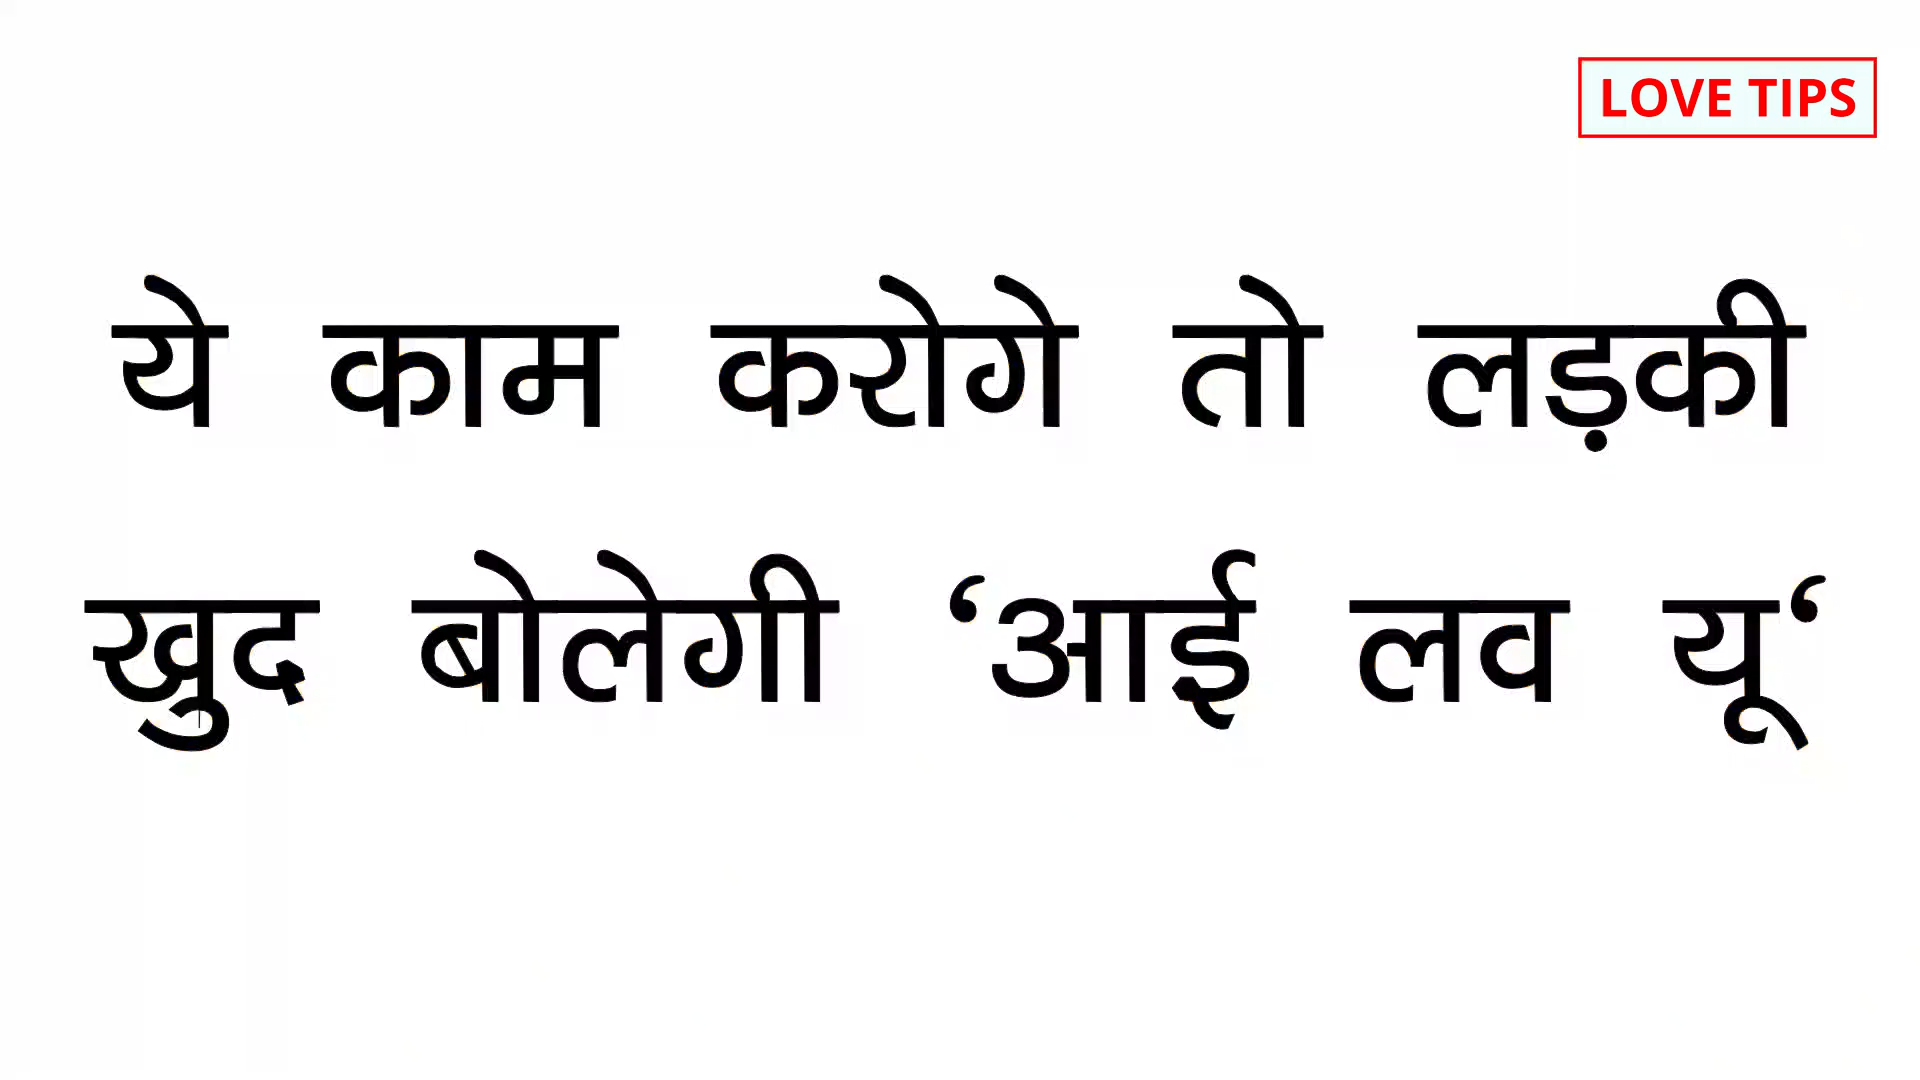 LOVE TIPS
ये काम करोगे तो लड़की
खुद बोलेगी ‘आई लव यू‘